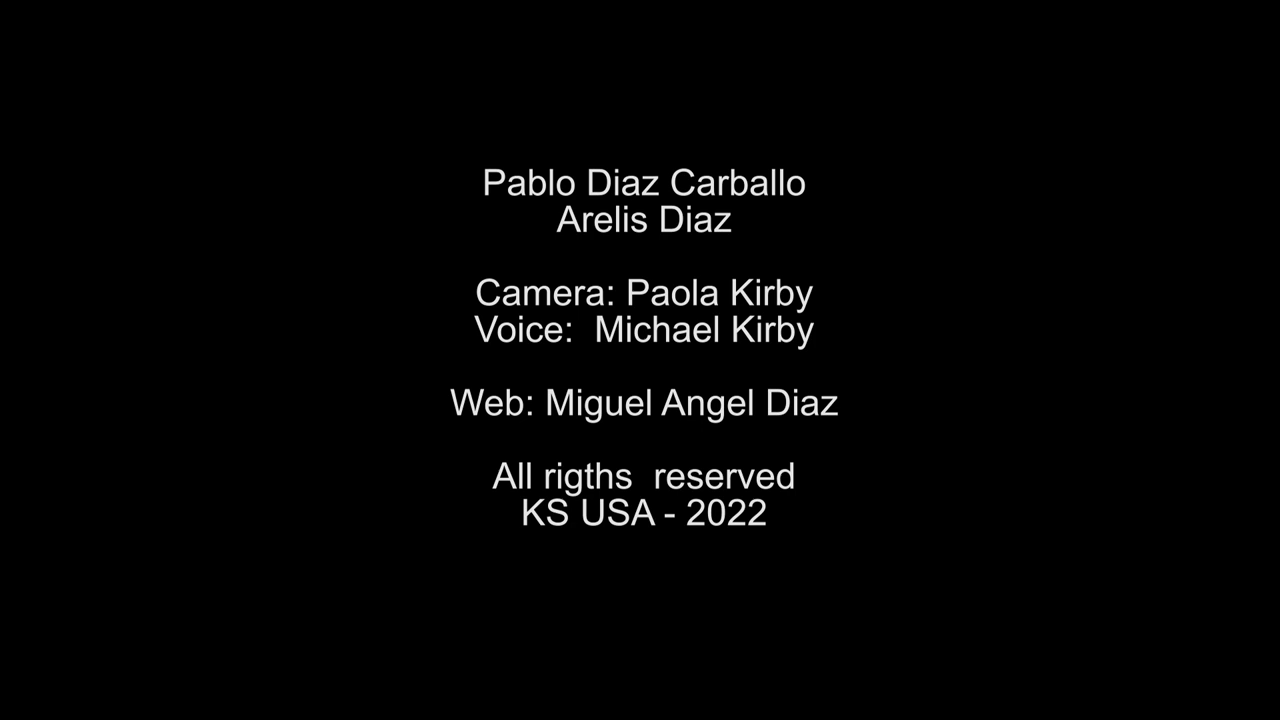 Pablo Diaz Carballo
Arelis Diaz
Camera: Paola Kirby
Voice:  Michael Kirby
Web: Miguel Angel Diaz
All rigths  reserved
KS USA - 2022